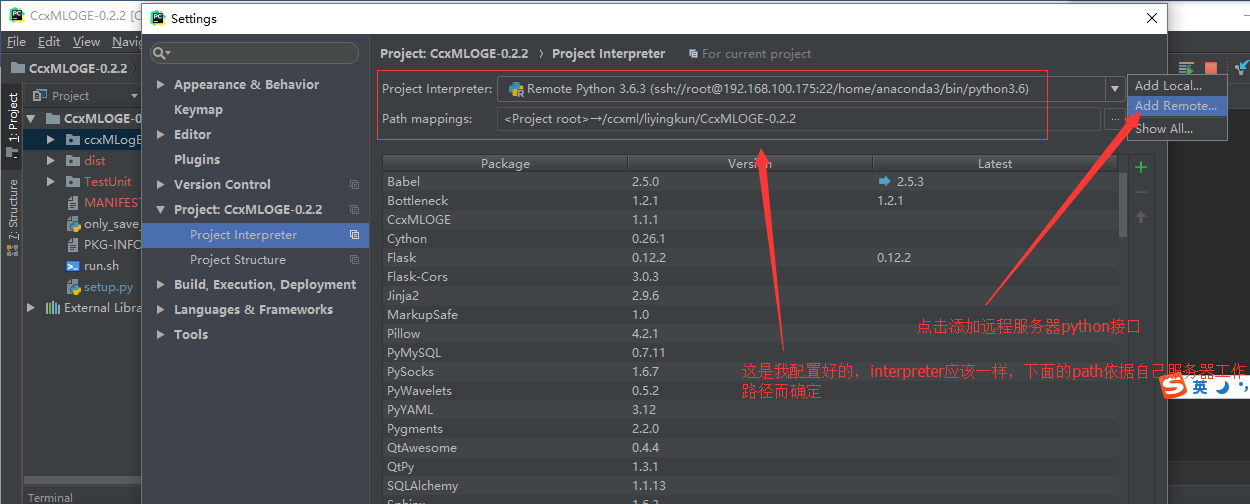 CcxMLOGE-0.2.2 [C
File Edit View Navi
CcxMLOGE-0.2.2
Project
CcxMLOGE-0
ccxMLogE
dist
TestUnit
MANIFEST
only_save_
PKG-INFO
run.sh
setup.py
External Libra
1: Project
7: Structure
Terminal
Settings
Appearance & Behavior
Keymap
Editor
Plugins
Version Control
Project: CcxMLOGE-0.2.2
Project Interpreter
Project Structure
Build, Execution, Deployment
Languages & Frameworks
Tools
Project: CcxMLOGE-0.2.2 › Project Interpreter For current project
Project Interpreter: Remote Python 3.6.3 (ssh://root@192.168.100.175:22/home/anaconda3/bin/python3.6)
Path mappings: <Project root>→/ccxml/liyingkun/CcxMLOGE-0.2.2
...
Add Local...
Add Remote...
Show All...
Package Version Latest
Babel 2.5.0 2.5.3
Bottleneck 1.2.1 1.2.1
CcxMLOGE 1.1.1
Cython 0.26.1
Flask 0.12.2 0.12.2
Flask-Cors 3.0.3
Jinja2 2.9.6
MarkupSafe 1.0
Pillow 4.2.1
PyMySQL 0.7.11
PySocks 1.6.7
PyWavelets 0.5.2
PyYAML 3.12
Pygments 2.2.0
QtAwesome 0.4.4
QtPy 1.3.1
SQLAlchemy 1.1.13
Sphinx 1.6.3
点击添加远程服务器python接口
这是我配置好的，interpreter应该一样，下面的path依据自己服务器工作
路径而确定
S 英